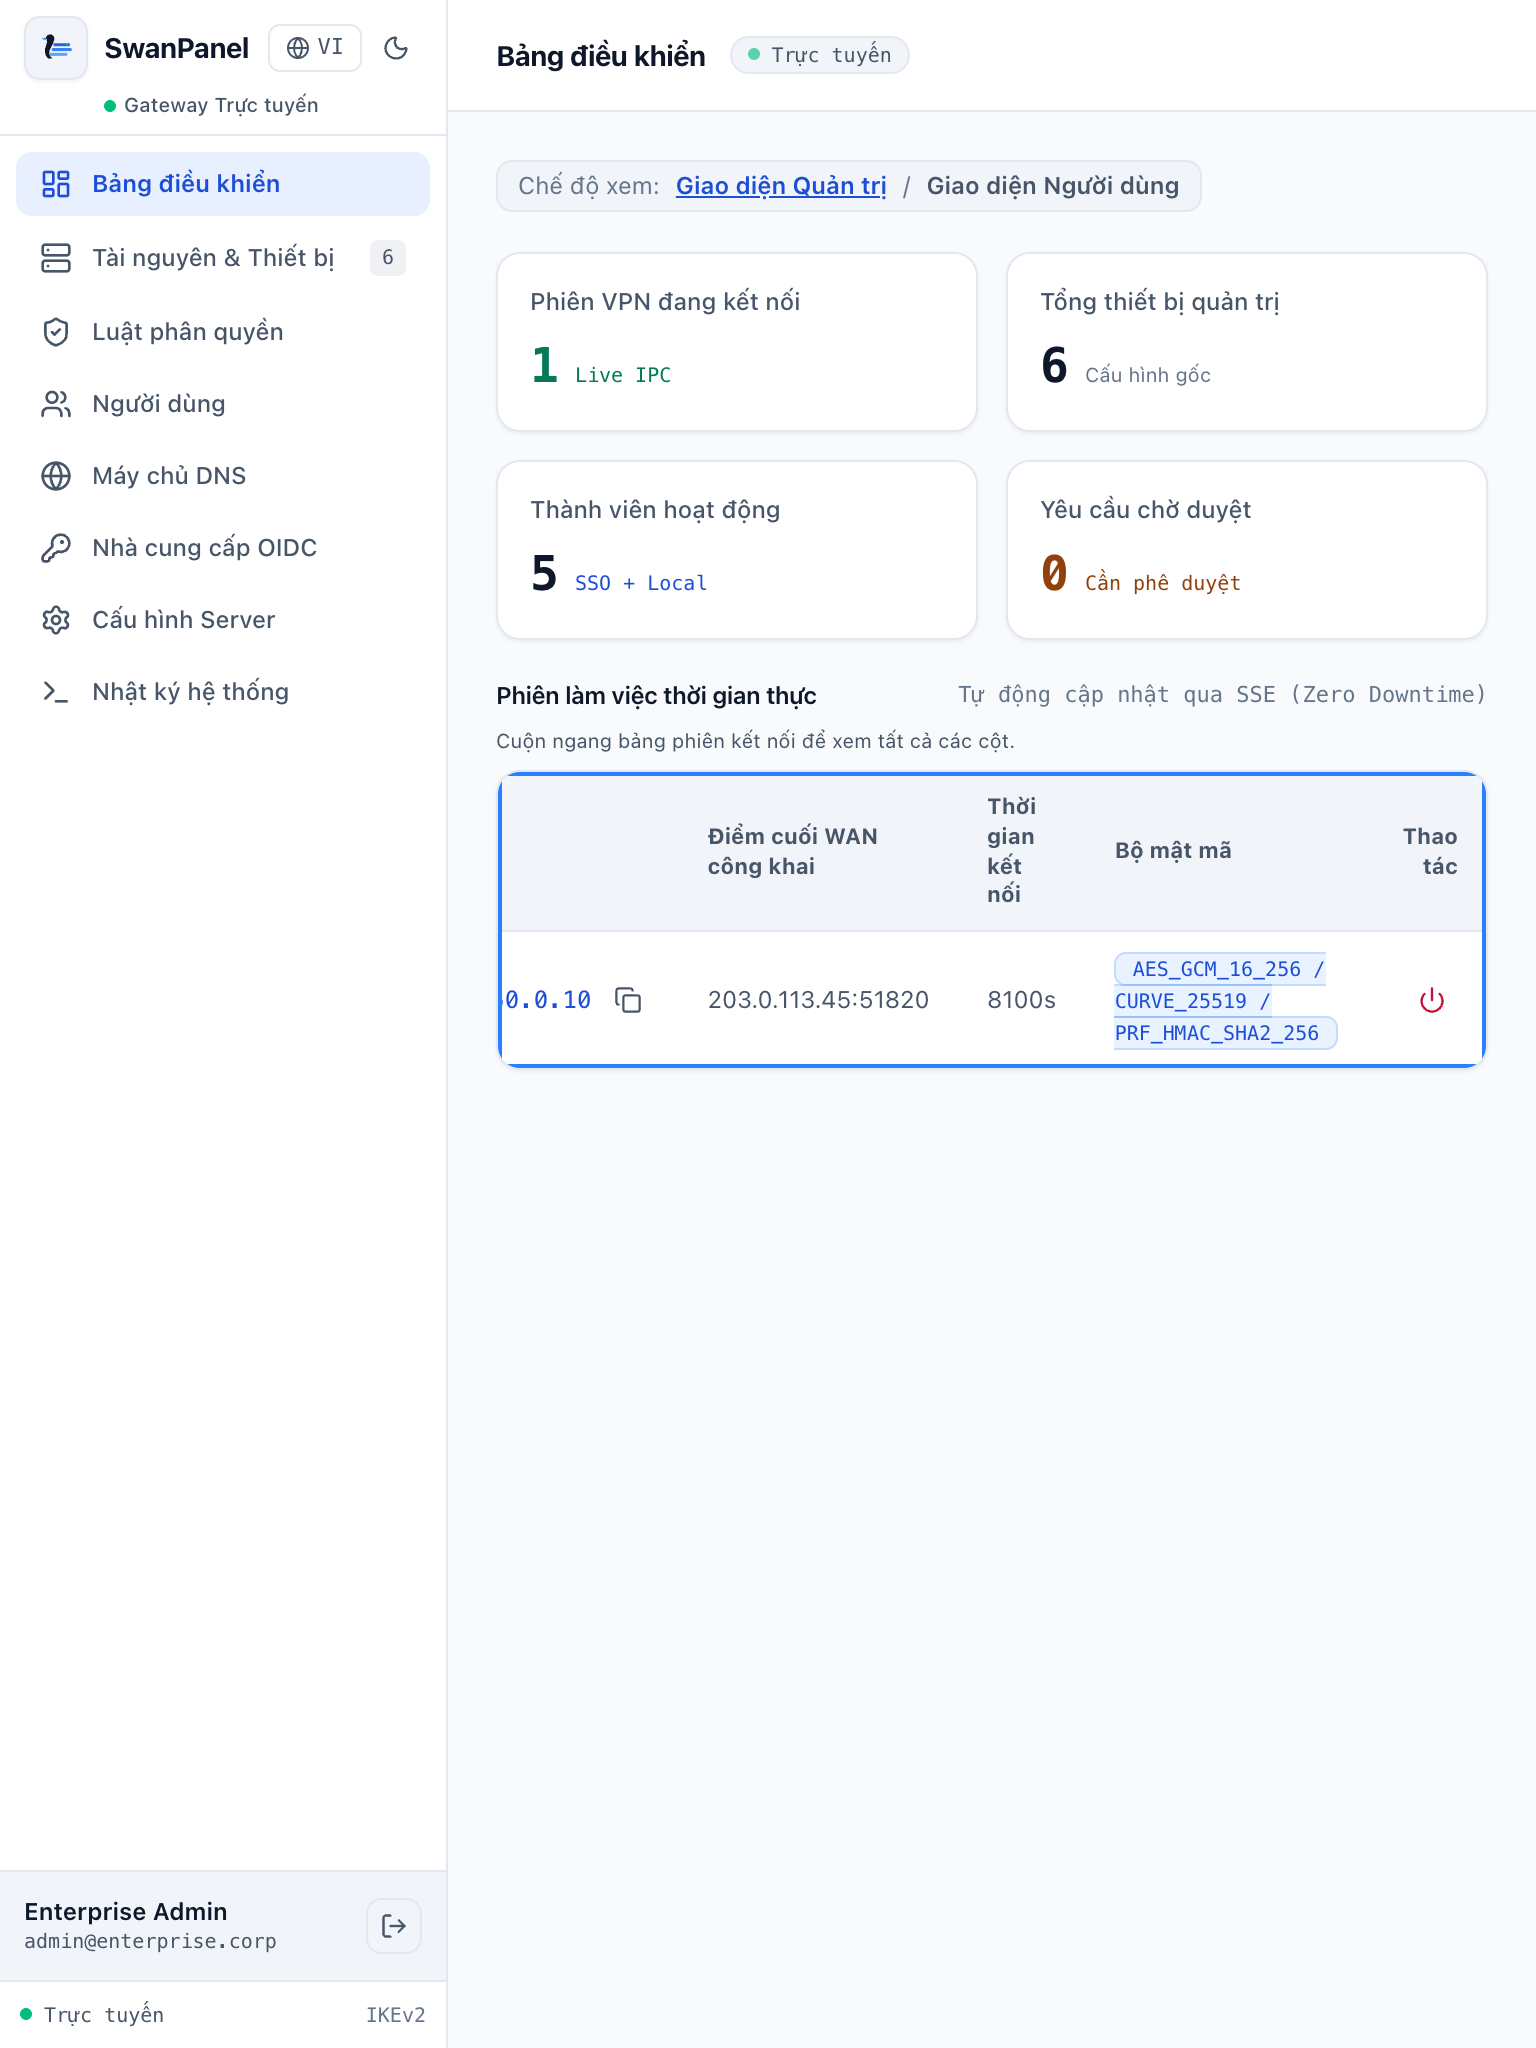 SwanPanel
VI
Gateway Trực tuyến
Bảng điều khiển
Tài nguyên & Thiết bị
6
Luật phân quyền
Người dùng
Máy chủ DNS
Nhà cung cấp OIDC
Cấu hình Server
Nhật ký hệ thống
Enterprise Admin
admin@enterprise.corp
Trực tuyến
IKEv2
Bảng điều khiển
Trực tuyến
Chế độ xem: Giao diện Quản trị / Giao diện Người dùng
Phiên VPN đang kết nối
1 Live IPC
Tổng thiết bị quản trị
6 Cấu hình gốc
Thành viên hoạt động
5 SSO + Local
Yêu cầu chờ duyệt
0 Cần phê duyệt
Phiên làm việc thời gian thực
Tự động cập nhật qua SSE (Zero Downtime)
Cuộn ngang bảng phiên kết nối để xem tất cả các cột.
Điểm cuối WAN
công khai
Thời
gian
kết
nối
Bộ mật mã
Thao
tác
0.0.10
203.0.113.45:51820
8100s
AES_GCM_16_256 /
CURVE_25519 /
PRF_HMAC_SHA2_256